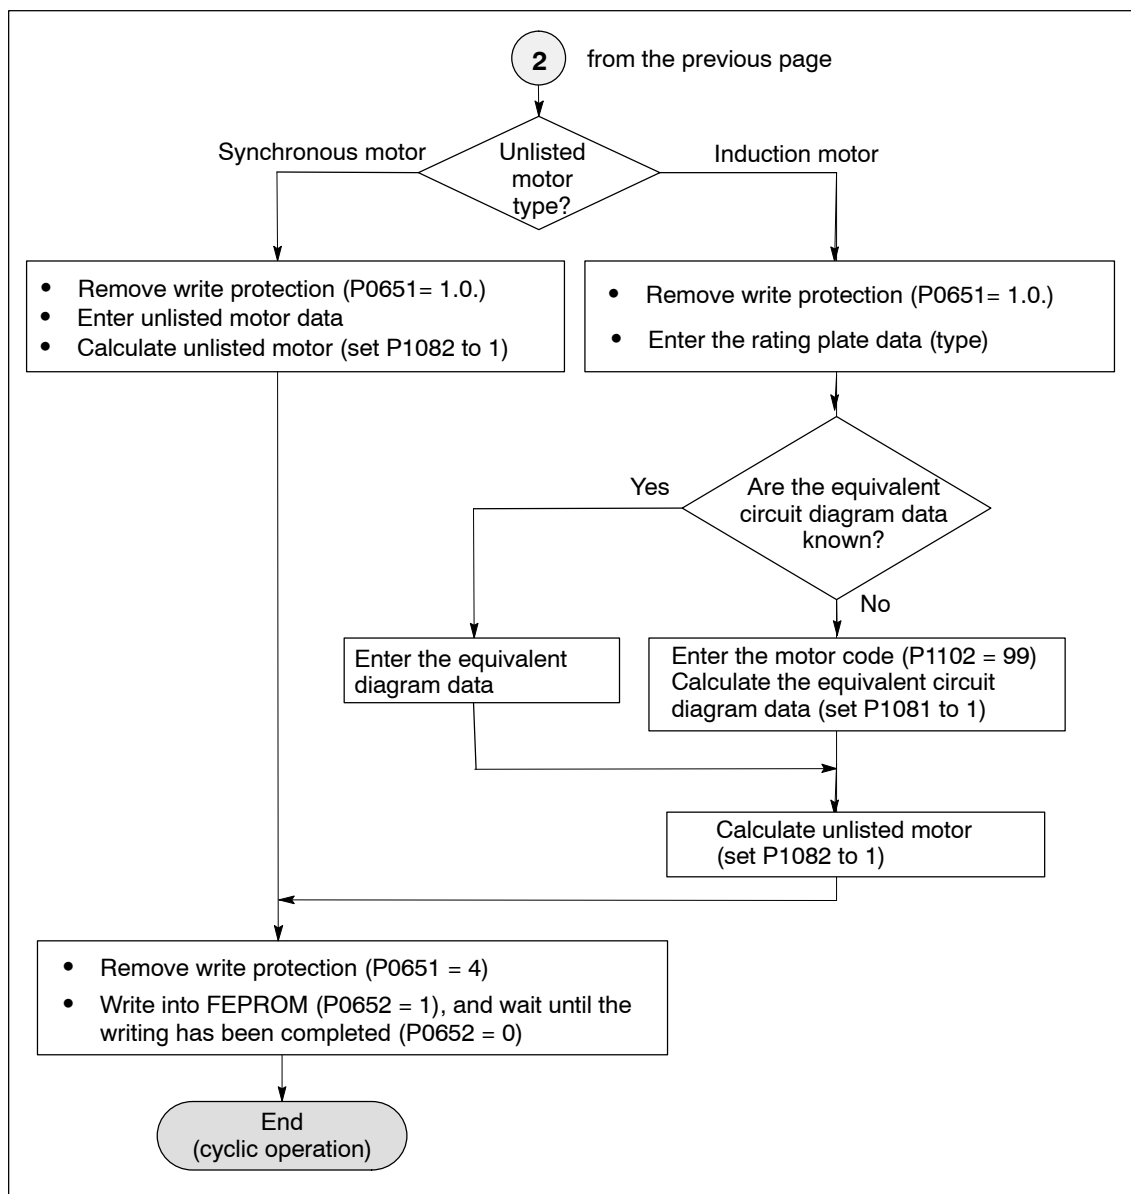 2 from the previous page
Synchronous motor
Unlisted
motor
type?
Induction motor
• Remove write protection (P0651= 1.0.)
• Enter unlisted motor data
• Calculate unlisted motor (set P1082 to 1)
• Remove write protection (P0651= 1.0.)
• Enter the rating plate data (type)
Yes
Are the equivalent
circuit diagram data
known?
No
Enter the equivalent
diagram data
Enter the motor code (P1102 = 99)
Calculate the equivalent circuit
diagram data (set P1081 to 1)
Calculate unlisted motor
(set P1082 to 1)
• Remove write protection (P0651 = 4)
• Write into FEPROM (P0652 = 1), and wait until the
writing has been completed (P0652 = 0)
End
(cyclic operation)